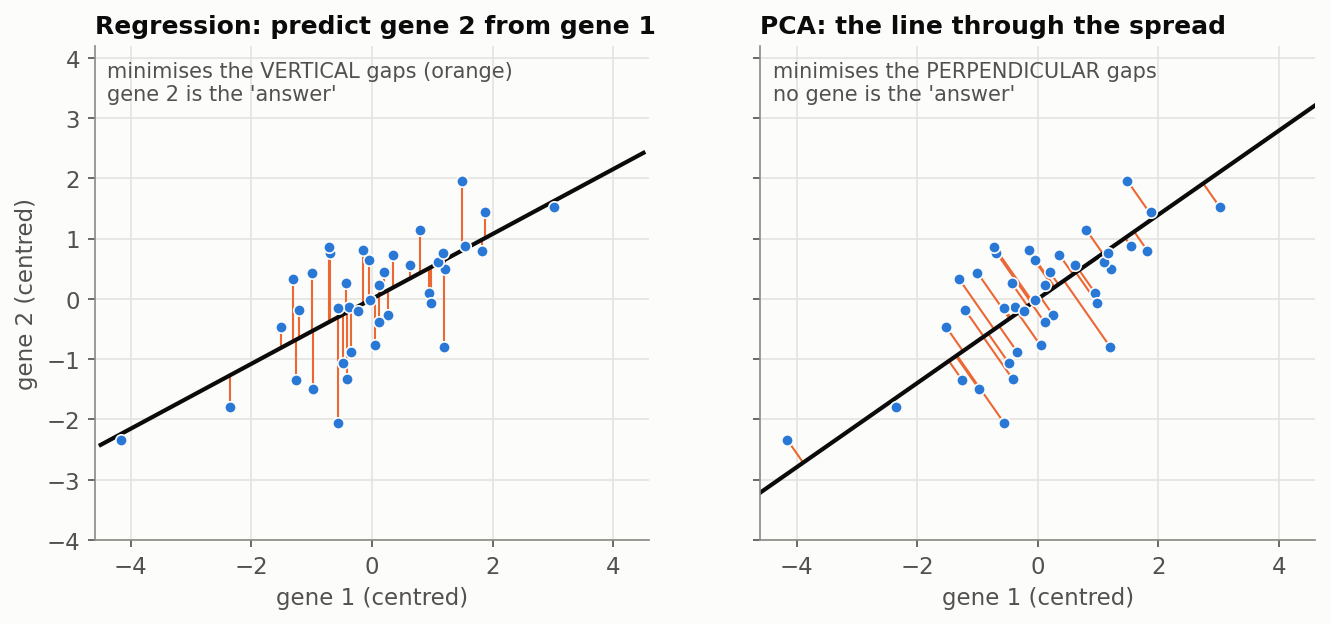 Regression: predict gene 2 from gene 1
minimises the VERTICAL gaps (orange)
gene 2 is the 'answer'
4
3
2
1
0
−1
−2
−3
−4
gene 2 (centred)
−4
−2
0
2
4
gene 1 (centred)
PCA: the line through the spread
minimises the PERPENDICULAR gaps
no gene is the 'answer'
−4
−2
0
2
4
gene 1 (centred)